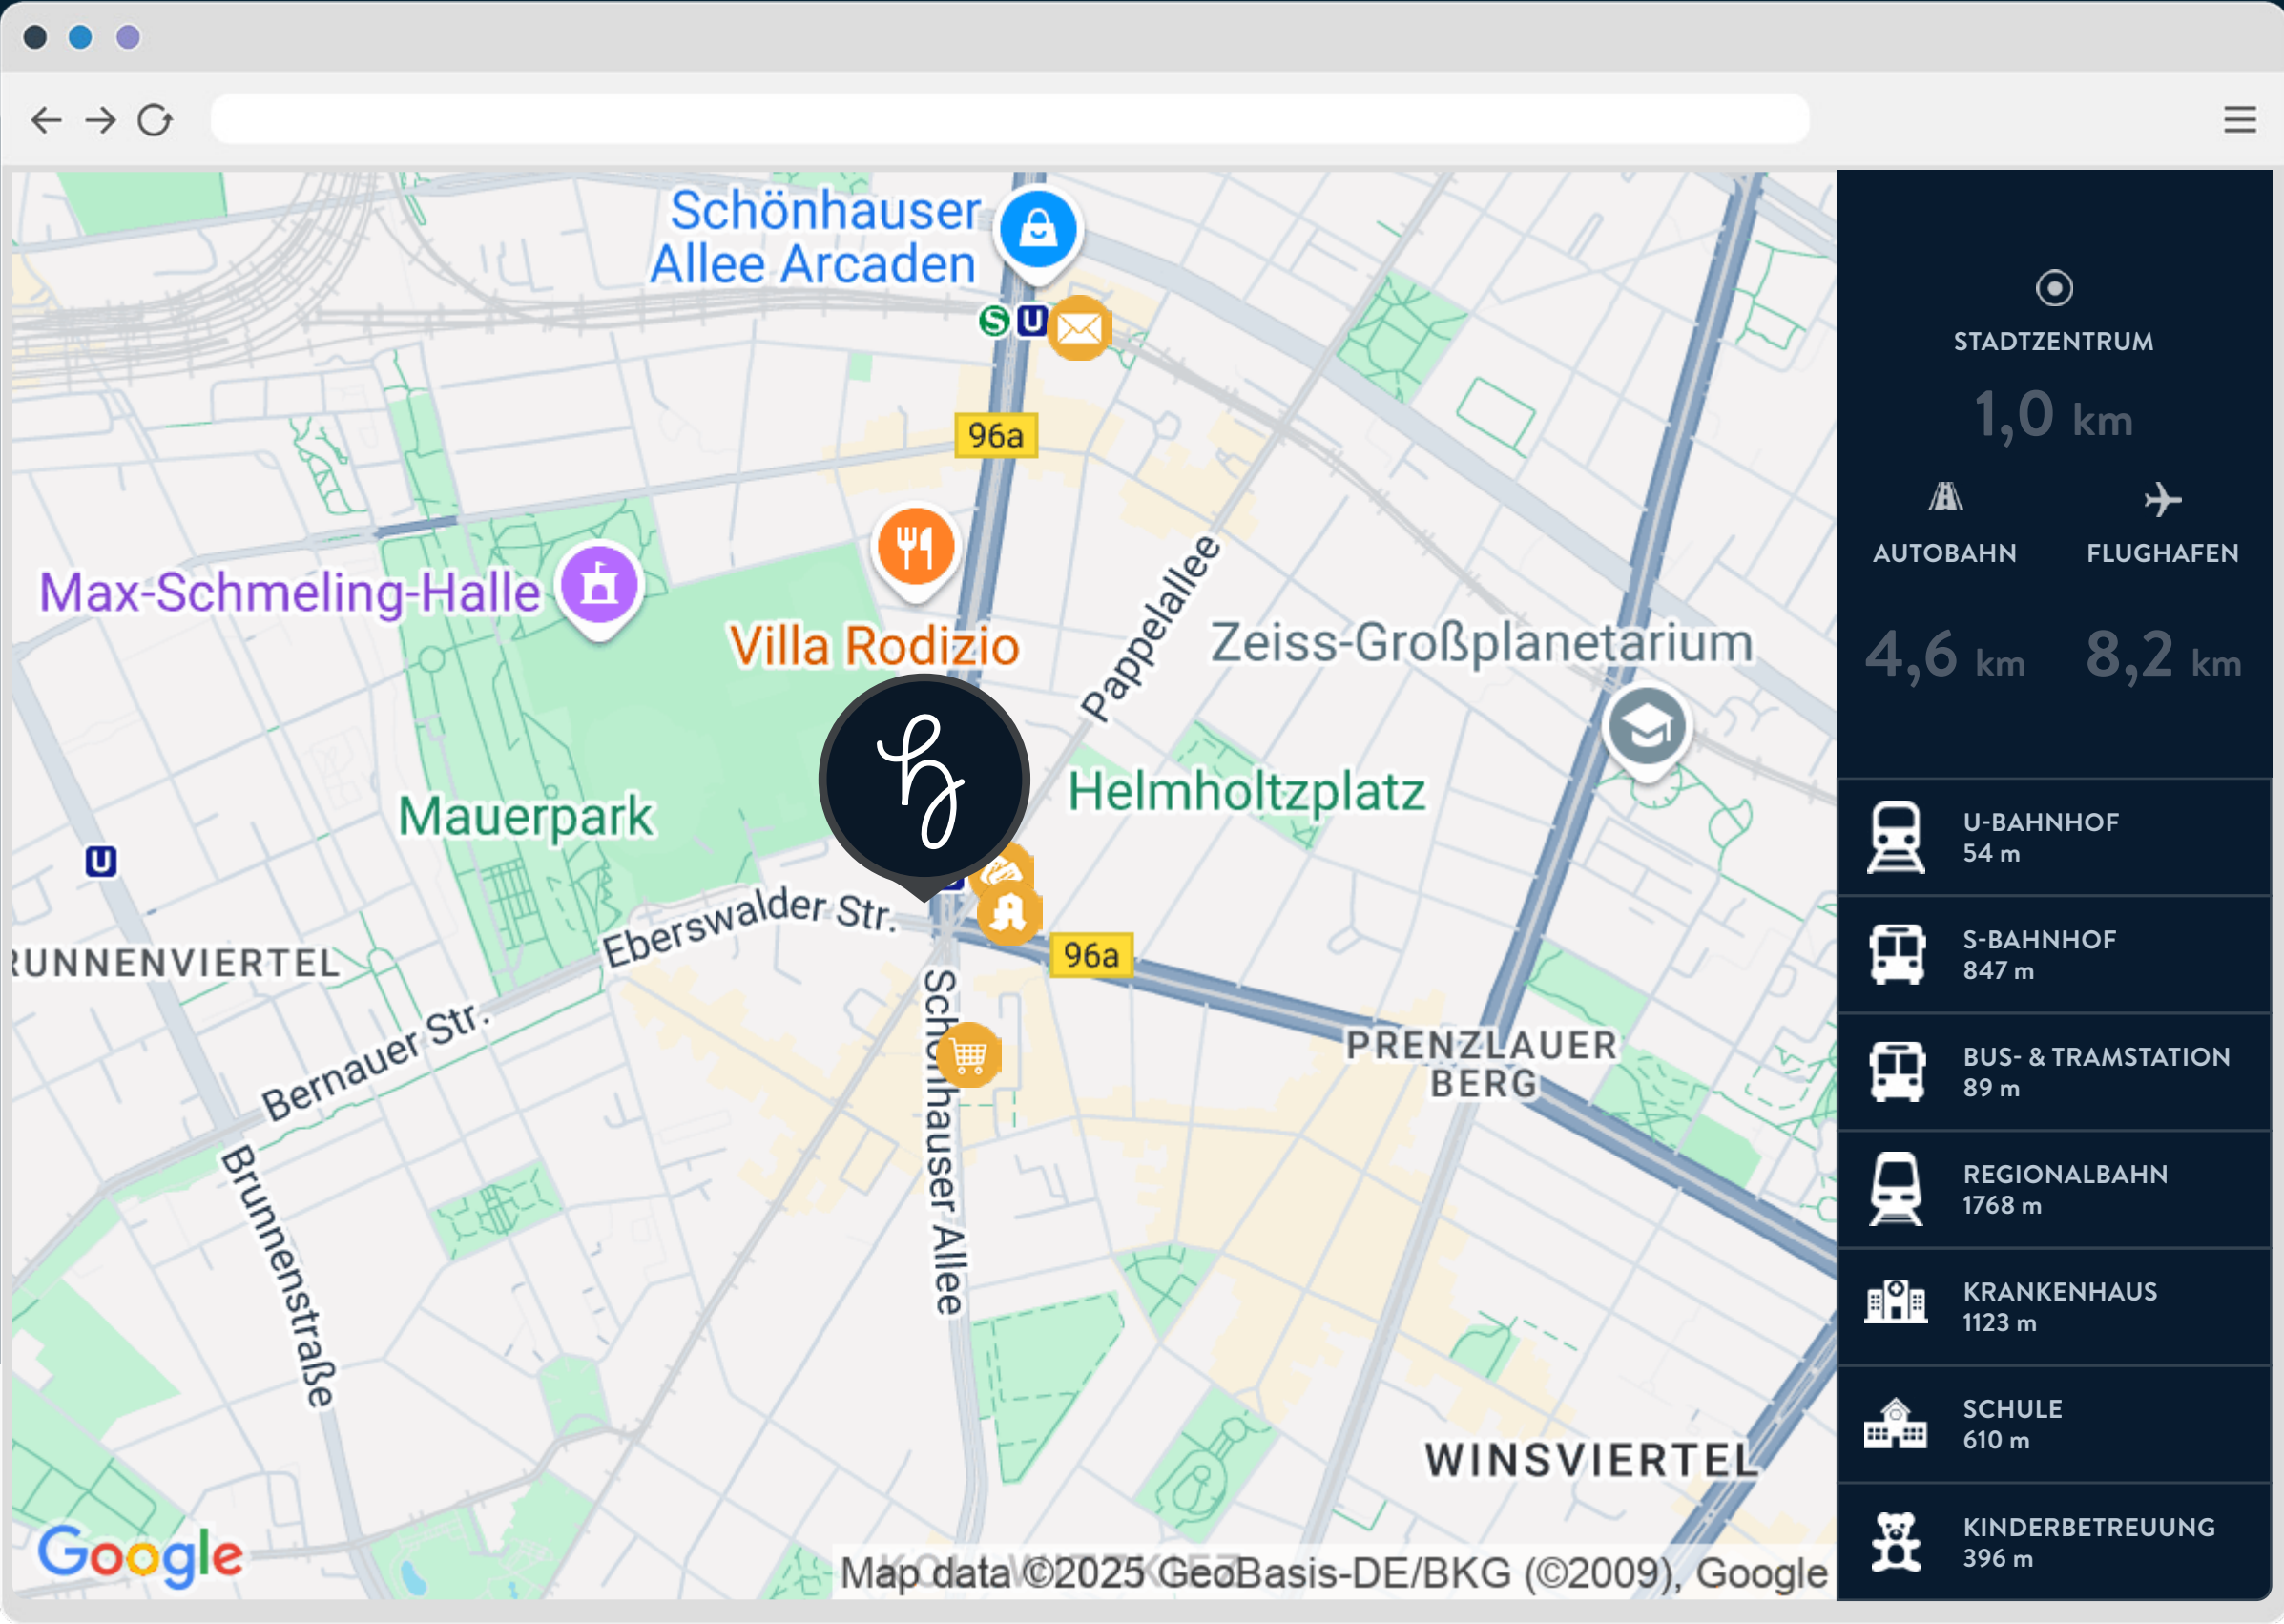 Schönhauser
Allee Arcaden
S U
96a
Max-Schmeling-Halle
Villa Rodizio
Pappelallee
Zeiss-Großplanetarium
Mauerpark
Helmholtzplatz
U
Eberswalder Str.
96a
RUNNENVIERTEL
Bernauer Str.
Schönhauser Allee
PRENZLAUER
BERG
Brunnenstraße
WINSVIERTEL
Google
Map data ©2025 GeoBasis-DE/BKG (©2009), Google
STADTZENTRUM
1,0 km
AUTOBAHN
4,6 km
FLUGHAFEN
8,2 km
U-BAHNHOF
54 m
S-BAHNHOF
847 m
BUS- & TRAMSTATION
89 m
REGIONALBAHN
1768 m
KRANKENHAUS
1123 m
SCHULE
610 m
KINDERBETREUUNG
396 m